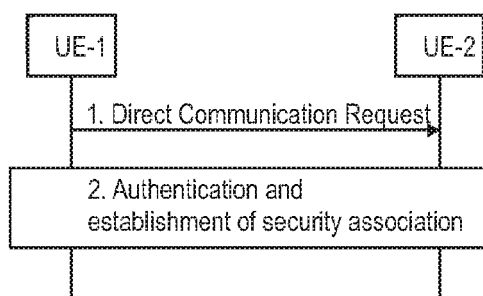 UE-1
UE-2
1. Direct Communication Request
2. Authentication and
establishment of security association